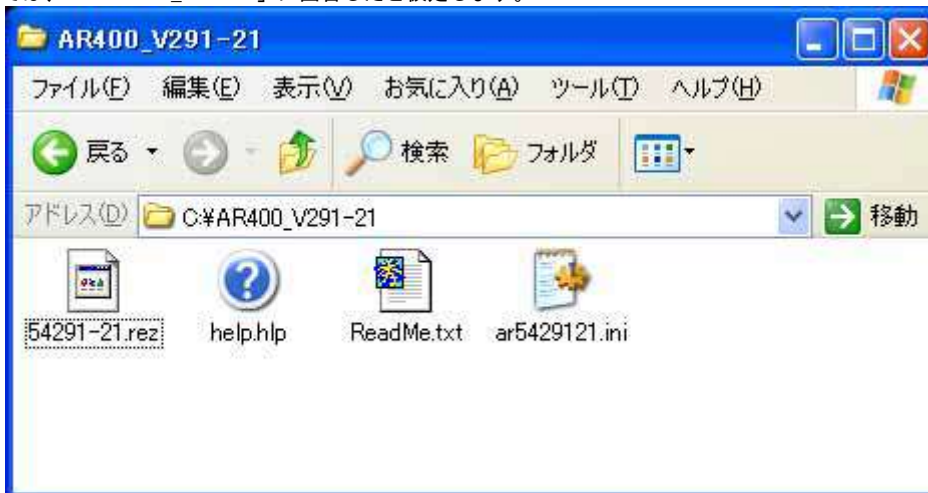 AR400_V291-21
ファイル(F) 編集(E) 表示(V) お気に入り(A) ツール(T) ヘルプ(H)
戻る 検索 フォルダ
アドレス(D) C:¥AR400_V291-21 移動
54291-21.rez help.hlp ReadMe.txt ar5429121.ini